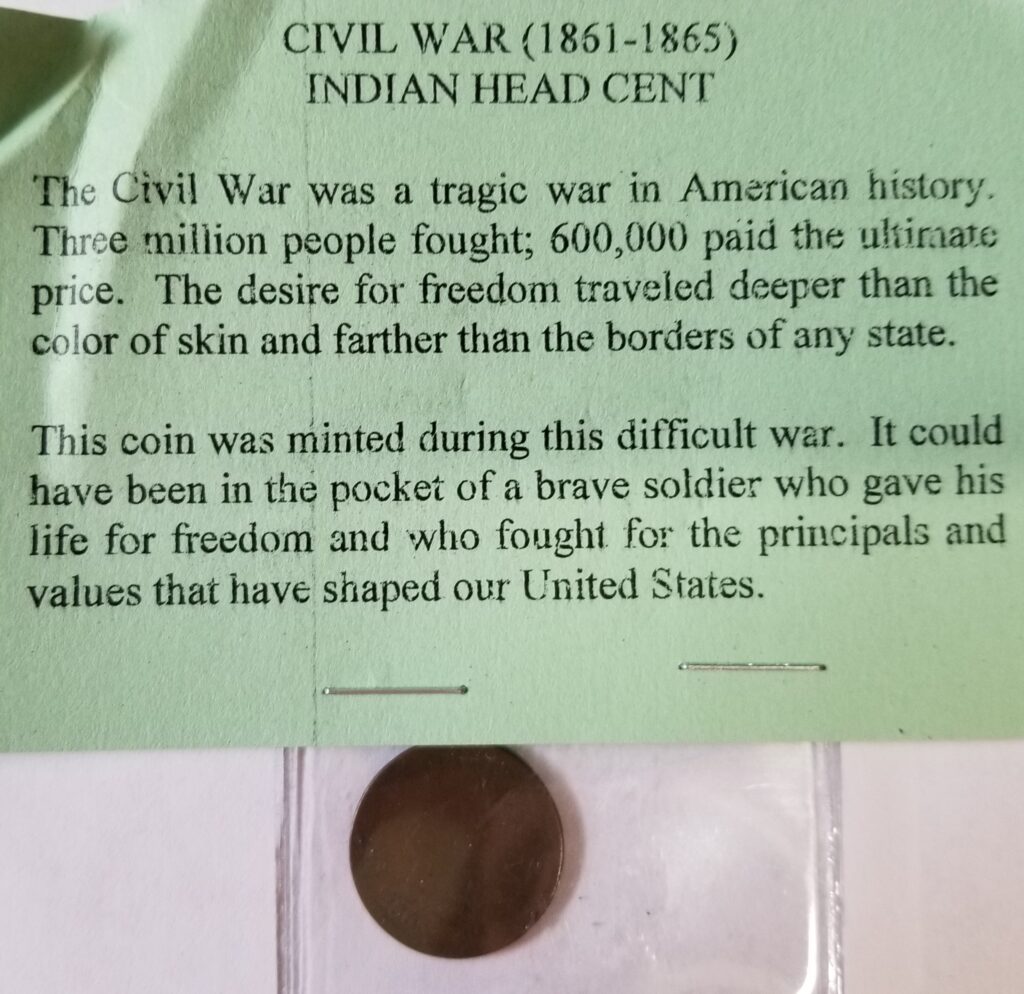 CIVIL WAR (1861-1865)
INDIAN HEAD CENT
The Civil War was a tragic war in American history.
Three million people fought; 600,000 paid the ultimate
price. The desire for freedom traveled deeper than the
color of skin and farther than the borders of any state.
This coin was minted during this difficult war. It could
have been in the pocket of a brave soldier who gave his
life for freedom and who fought for the principals and
values that have shaped our United States.